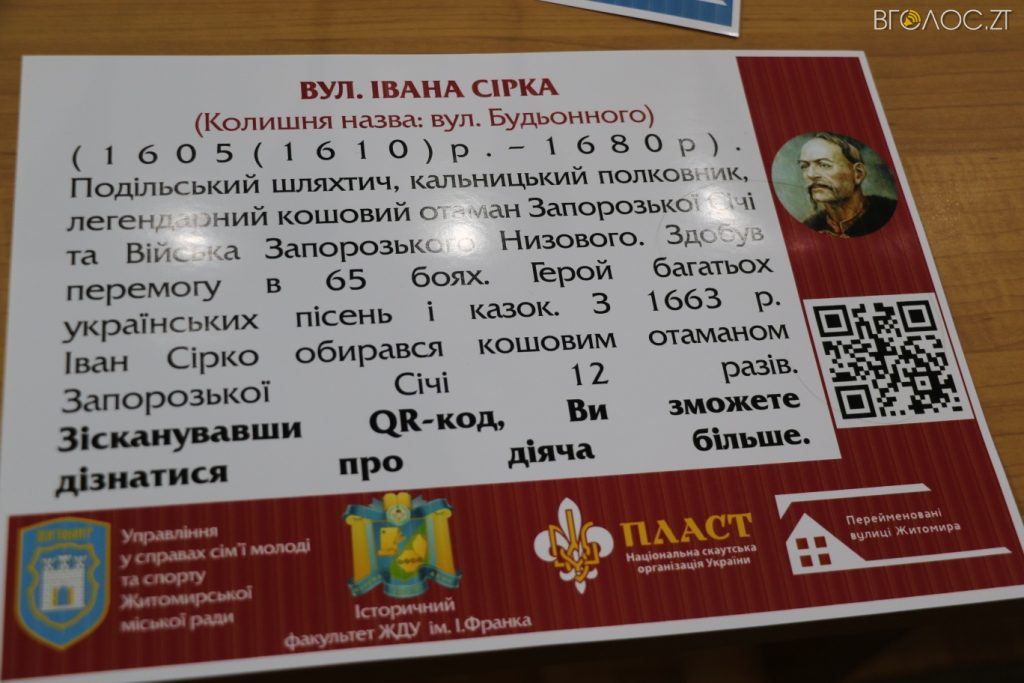 ВГОЛОС.ZT
ВУЛ. ІВАНА СІРКА
(Колишня назва: вул. Будьонного)
(1605(1610)р.–1680р).
Подільський шляхтич, кальницький полковник,
легендарний кошовий отаман Запорозької Січі
та Війська Запорозького Низового. Здобув
перемогу в 65 боях. Герой багатьох
українських пісень і казок. З 1663 р.
Іван Сірко обирався кошовим отаманом
Запорозької Січі 12 разів.
Зісканувавши QR-код, Ви зможете
дізнатися про діяча більше.
ЖИТОМИР
Управління
у справах сім'ї молоді
та спорту
Житомирської
міської ради
Історичний
факультет ЖДУ ім. І.Франка
ПЛАСТ
Національна скаутська
організація України
Перейменовані
вулиці Житомира